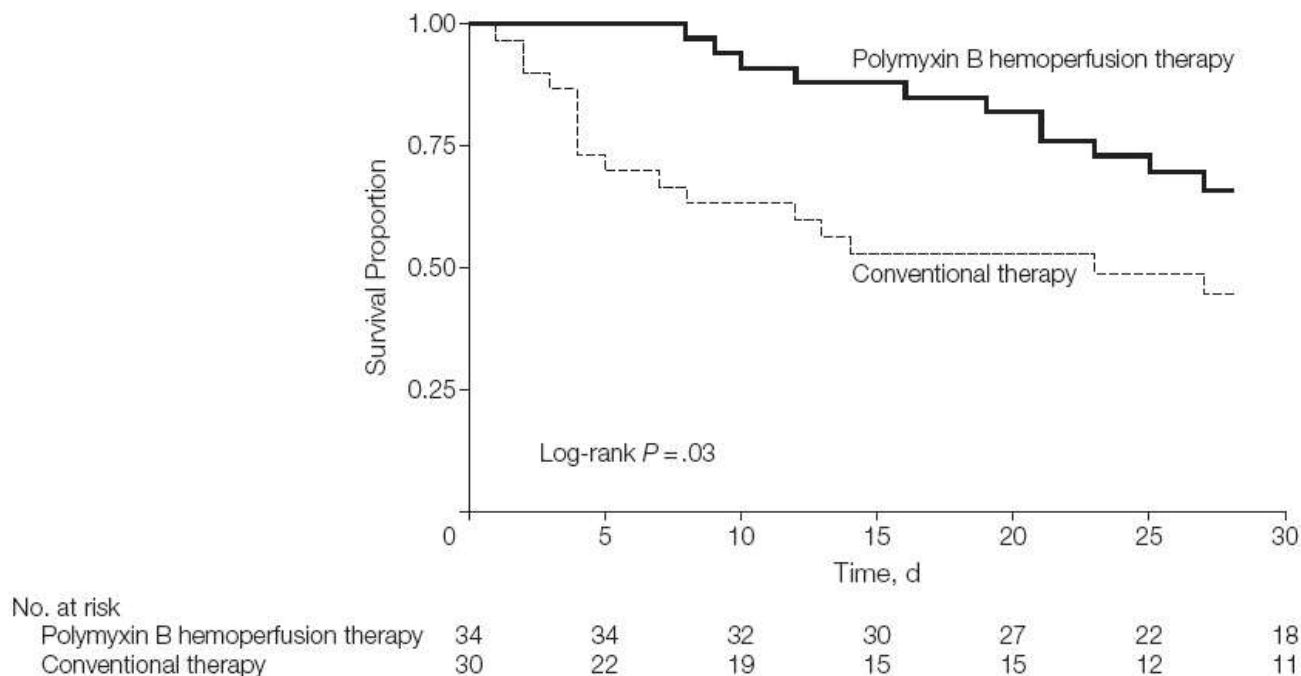 1.00
Polymyxin B hemoperfusion therapy
0.75
Survival Proportion
0.50
Conventional therapy
0.25
Log-rank P = .03
0 5 10 15 20 25 30
Time, d
No. at risk
Polymyxin B hemoperfusion therapy 34 34 32 30 27 22 18
Conventional therapy 30 22 19 15 15 12 11